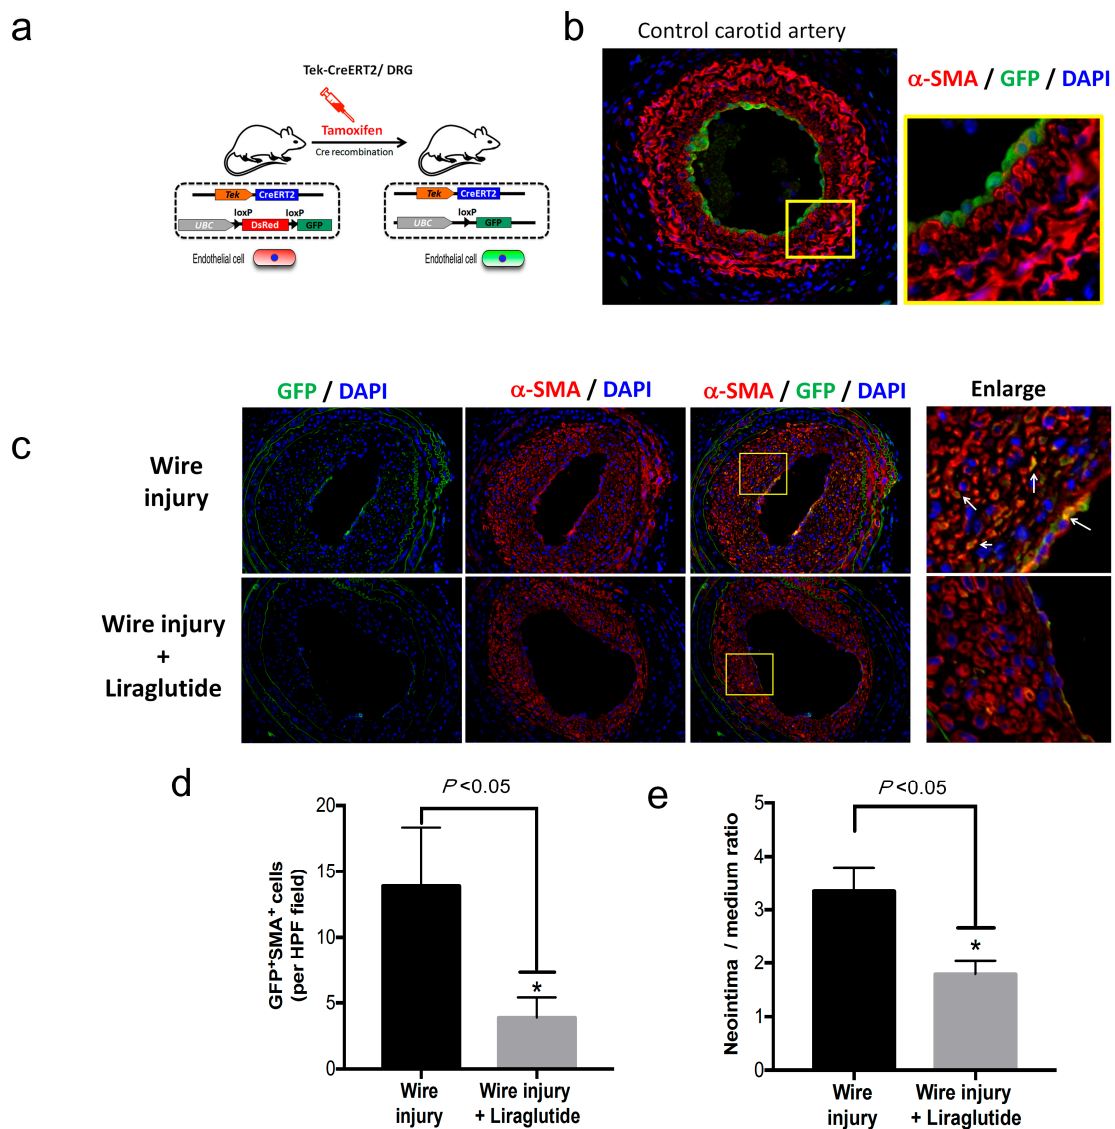 a
Tek-CreERT2/ DRG
Tamoxifen
Cre recombination
Tek CreERT2
loxP loxP
UBC DsRed GFP
Endothelial cell
Tek CreERT2
loxP
UBC GFP
Endothelial cell
b
Control carotid artery
α-SMA / GFP / DAPI
c
GFP / DAPI
α-SMA / DAPI
α-SMA / GFP / DAPI
Enlarge
Wire
injury
Wire injury
+
Liraglutide
d
P <0.05
GFP+SMA+ cells
(per HPF field)
20
15
10
5
0
*
Wire
injury
Wire injury
+ Liraglutide
e
P <0.05
Neointima / medium ratio
5
4
3
2
1
0
*
Wire
injury
Wire injury
+ Liraglutide